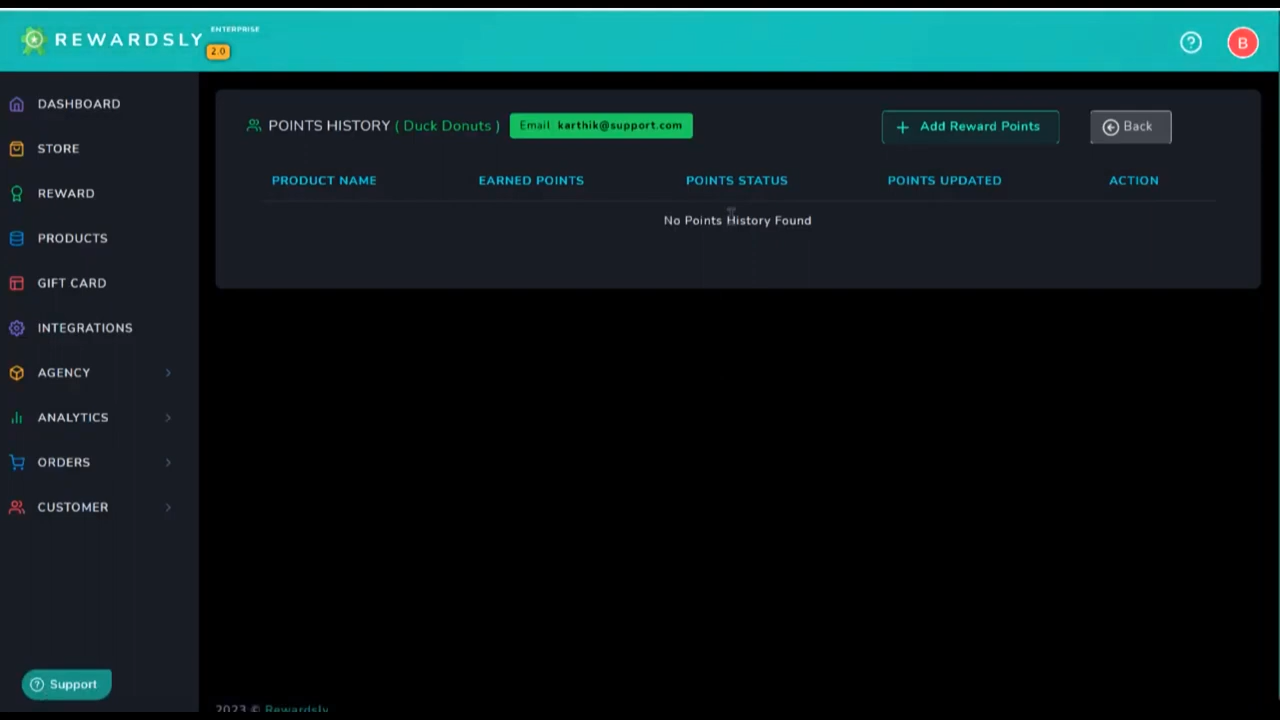 REWARDSLY
ENTERPRISE
2.0
B
DASHBOARD
STORE
REWARD
PRODUCTS
GIFT CARD
INTEGRATIONS
AGENCY
ANALYTICS
ORDERS
CUSTOMER
Support
POINTS HISTORY ( Duck Donuts ) Email karthik@support.com
+ Add Reward Points
Back
PRODUCT NAME EARNED POINTS POINTS STATUS POINTS UPDATED ACTION
No Points History Found
2023 © Rewardsly